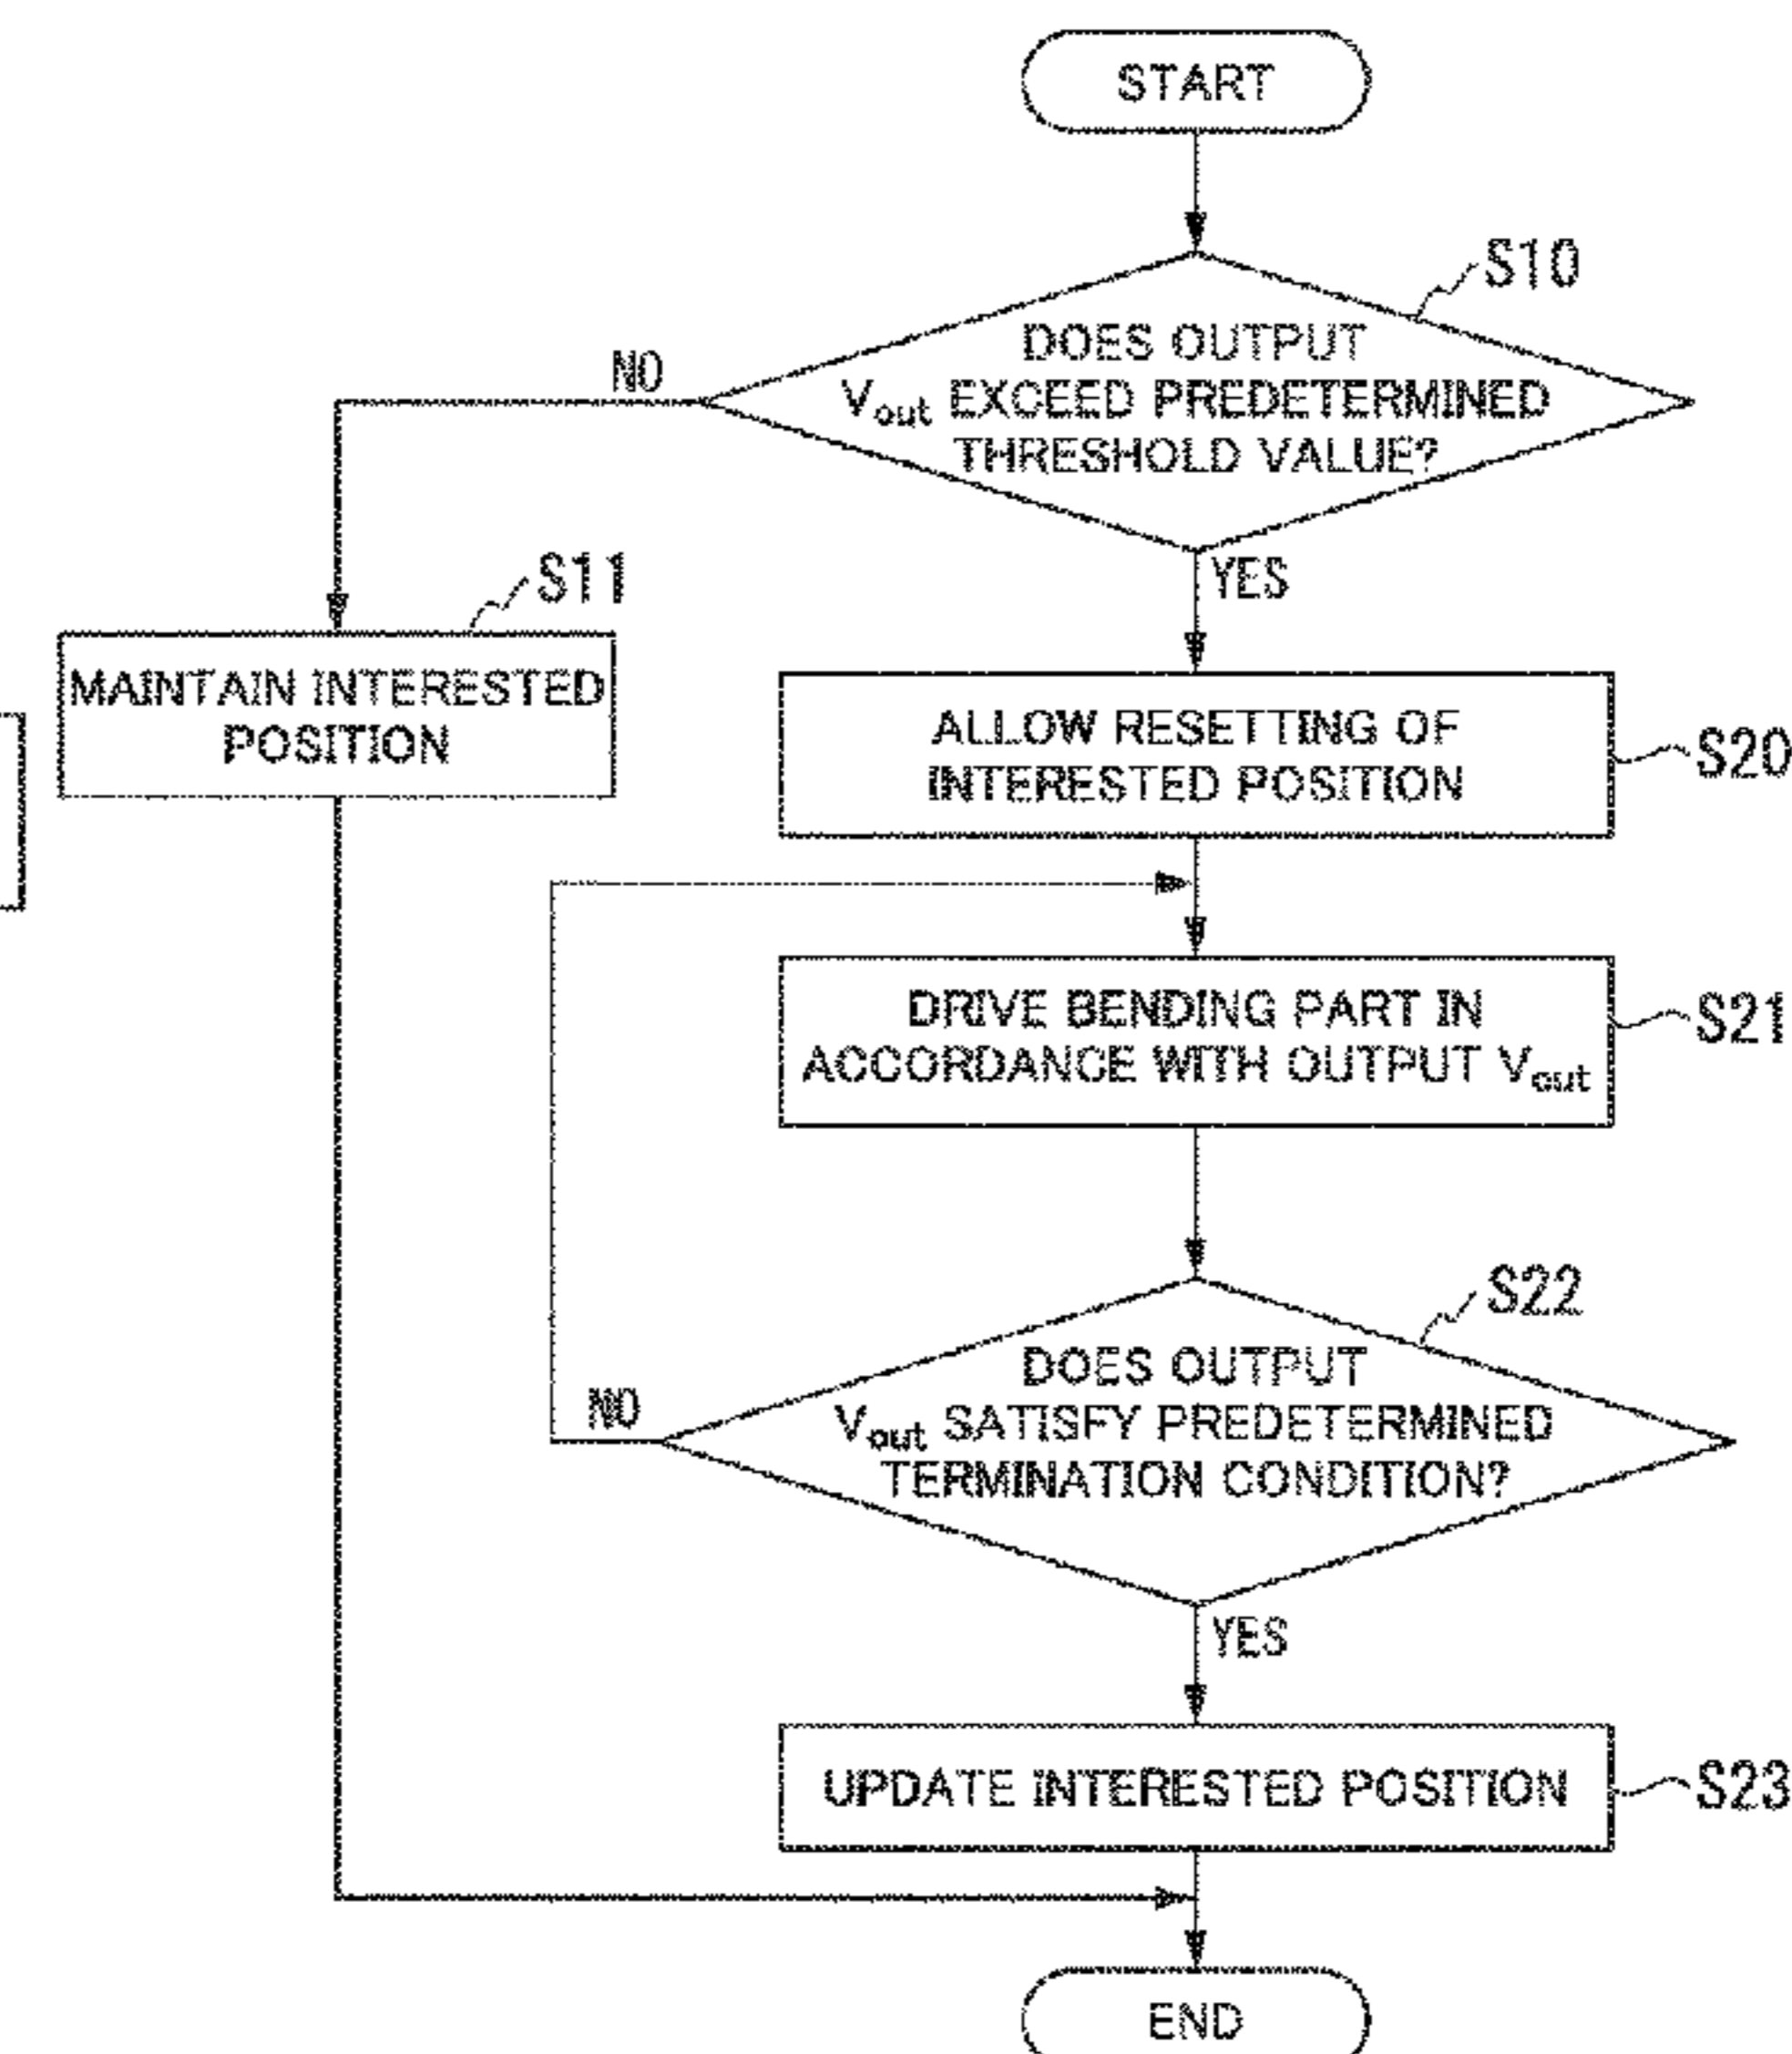 START
S10
DOES OUTPUT
Vout EXCEED PREDETERMINED
THRESHOLD VALUE?
NO
YES
S11
MAINTAIN INTERESTED
POSITION
ALLOW RESETTING OF
INTERESTED POSITION
S20
DRIVE BENDING PART IN
ACCORDANCE WITH OUTPUT Vout
S21
S22
DOES OUTPUT
Vout SATISFY PREDETERMINED
TERMINATION CONDITION?
NO
YES
UPDATE INTERESTED POSITION
S23
END